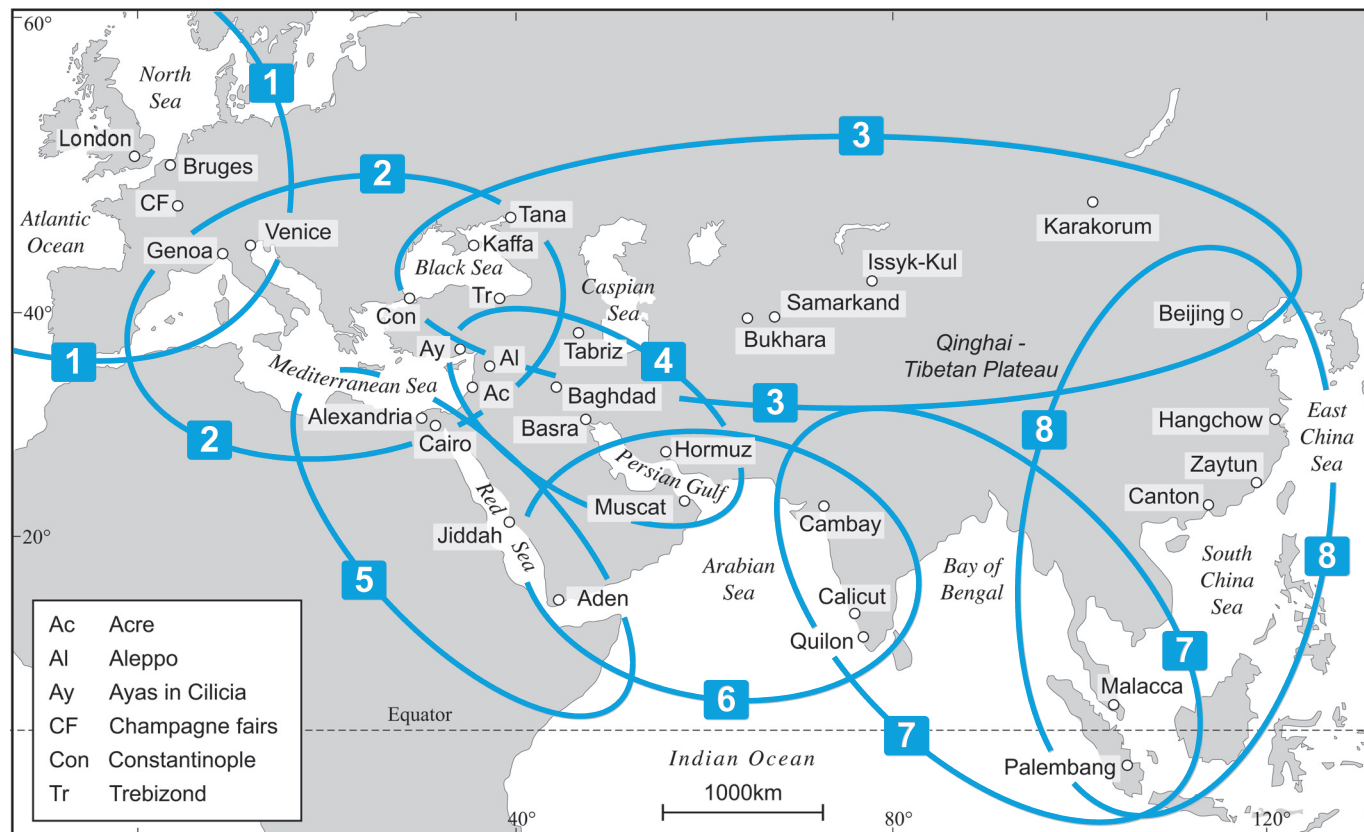 60°
North
Sea
1
London
Bruges
2
3
CF
Tana
Karakorum
Atlantic
Ocean
Venice
Genoa
Kaffa
Black Sea
Issyk-Kul
Caspian
Sea
Tr
Samarkand
40°
Con
Bukhara
Beijing
Ay
Al
Tabriz
4
Qinghai -
Tibetan Plateau
1
Mediterranean Sea
Ac
Baghdad
3
Alexandria
Basra
8
Hangchow
East
China
Sea
2
Cairo
Hormuz
Zaytun
Persian Gulf
Muscat
Canton
Red
Sea
Cambay
20°
Jiddah
South
China
Sea
8
5
Arabian
Sea
Bay of
Bengal
Aden
Calicut
Quilon
7
Malacca
6
Equator
7
Indian Ocean
Palembang
1000km
40°
80°
120°
Ac Acre
Al Aleppo
Ay Ayas in Cilicia
CF Champagne fairs
Con Constantinople
Tr Trebizond